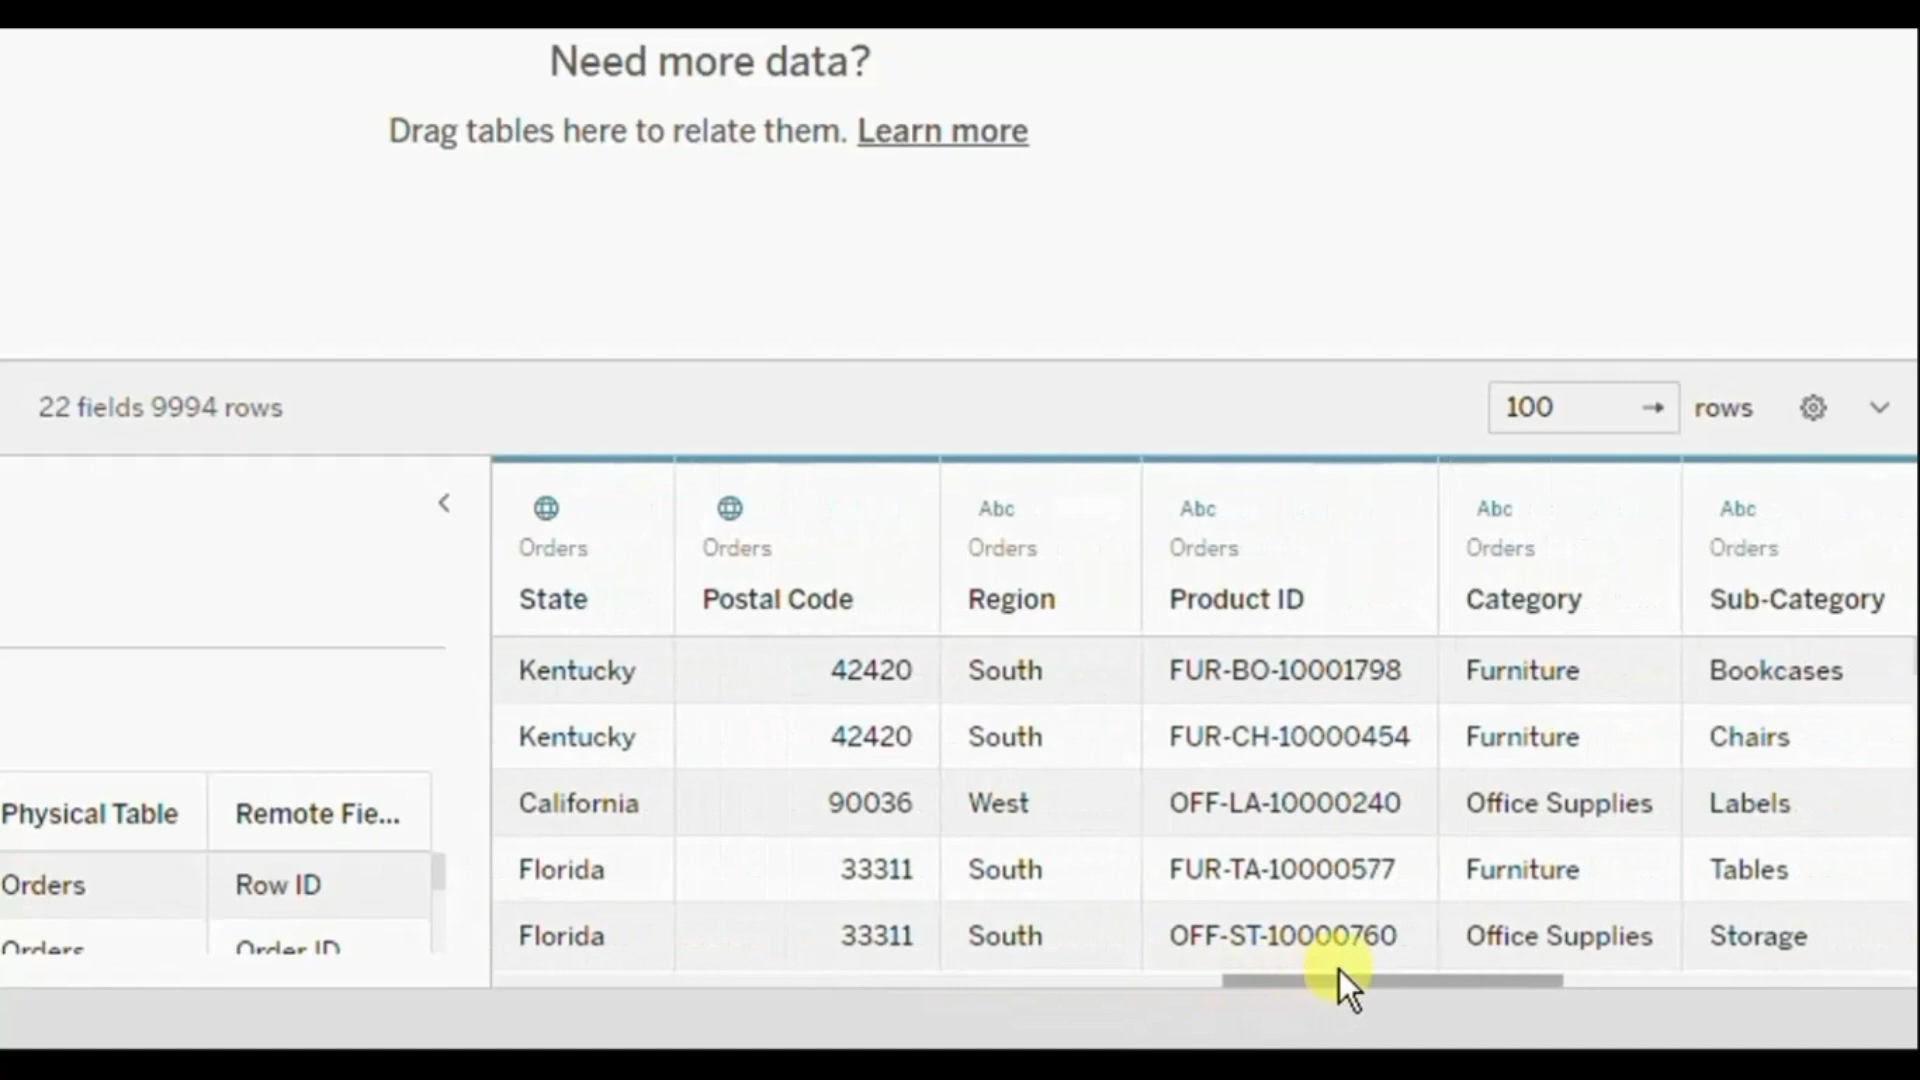 Need more data?
Drag tables here to relate them. Learn more
22 fields 9994 rows
100 → rows
Abc Abc Abc Abc
Orders Orders Orders Orders Orders Orders
State Postal Code Region Product ID Category Sub-Category
Kentucky 42420 South FUR-BO-10001798 Furniture Bookcases
Kentucky 42420 South FUR-CH-10000454 Furniture Chairs
California 90036 West OFF-LA-10000240 Office Supplies Labels
Florida 33311 South FUR-TA-10000577 Furniture Tables
Florida 33311 South OFF-ST-10000760 Office Supplies Storage
Physical Table Remote Fie...
Orders Row ID
Orders Order ID